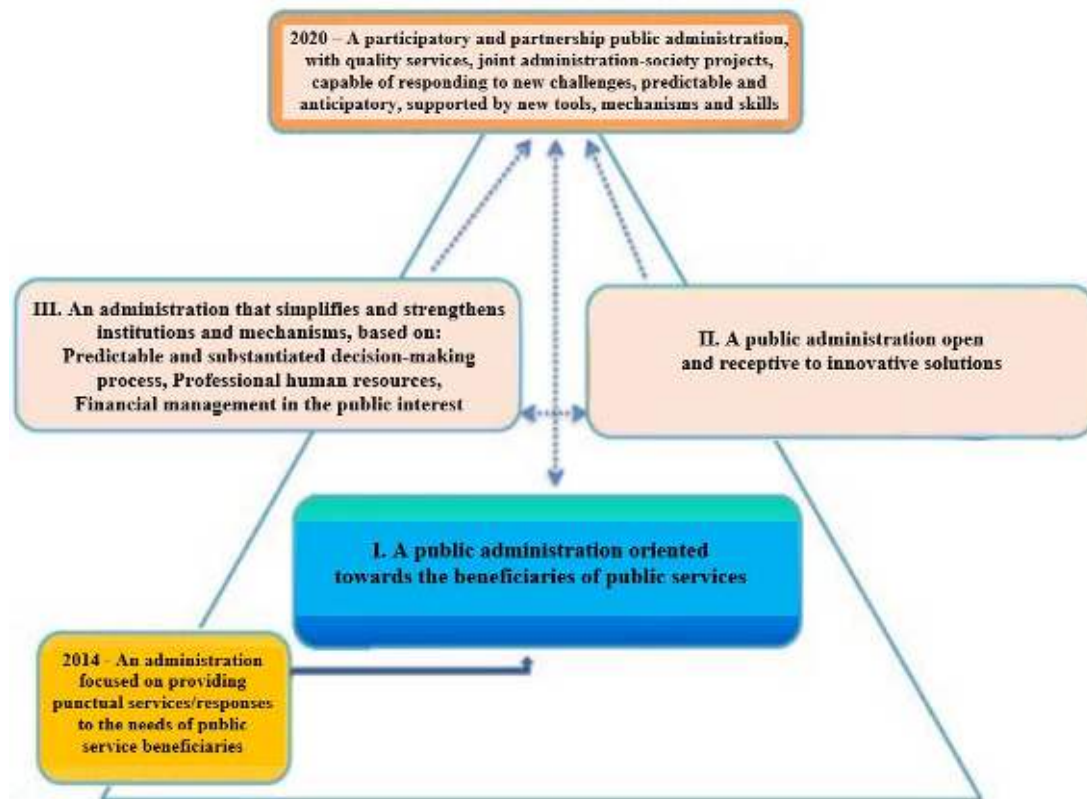 2020 – A participatory and partnership public administration,
with quality services, joint administration-society projects,
capable of responding to new challenges, predictable and
anticipatory, supported by new tools, mechanisms and skills
III. An administration that simplifies and strengthens
institutions and mechanisms, based on:
Predictable and substantiated decision-making
process, Professional human resources,
Financial management in the public interest
II. A public administration open
and receptive to innovative solutions
I. A public administration oriented
towards the beneficiaries of public services
2014 - An administration
focused on providing
punctual services/responses
to the needs of public
service beneficiaries